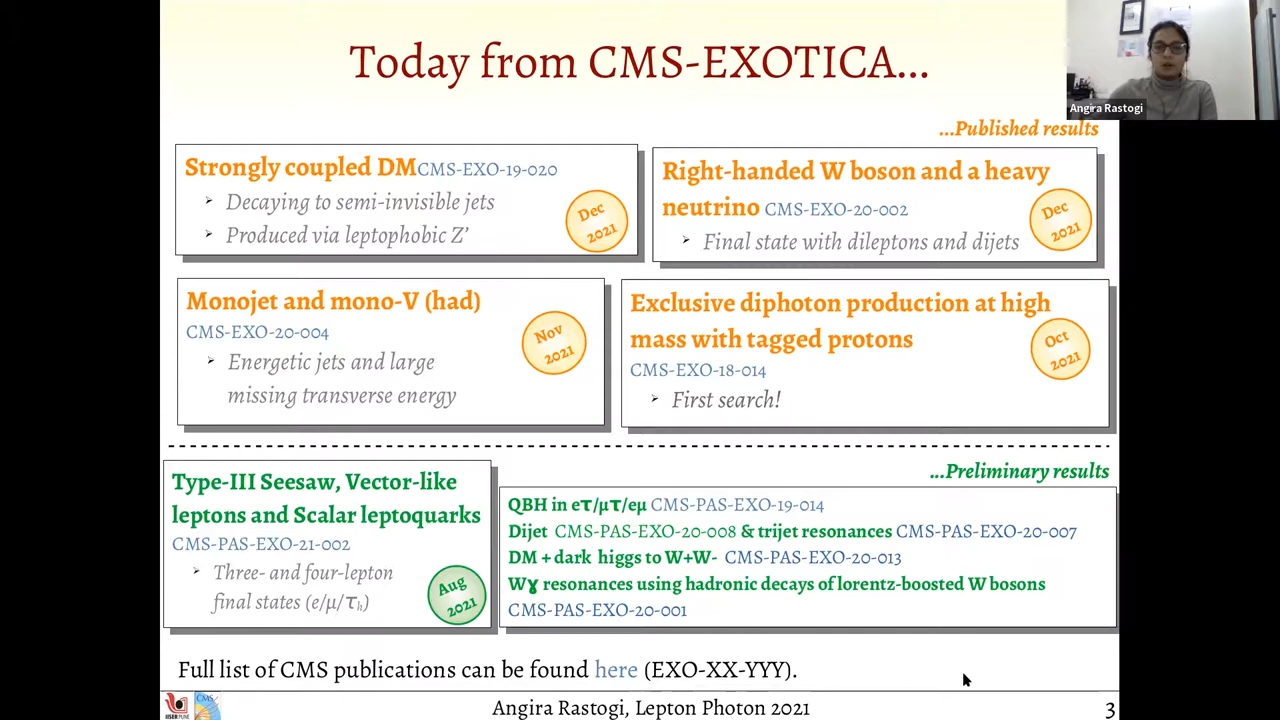 Today from CMS-EXOTICA...
Angira Rastogi
...Published results
Strongly coupled DM CMS-EXO-19-020
Decaying to semi-invisible jets
Produced via leptophobic Z’
Dec
2021
Right-handed W boson and a heavy
neutrino CMS-EXO-20-002
Final state with dileptons and dijets
Dec
2021
Monojet and mono-V (had)
CMS-EXO-20-004
Energetic jets and large
missing transverse energy
Nov
2021
Exclusive diphoton production at high
mass with tagged protons
CMS-EXO-18-014
First search!
Oct
2021
...Preliminary results
Type-III Seesaw, Vector-like
leptons and Scalar leptoquarks
CMS-PAS-EXO-21-002
Three- and four-lepton
final states (e/μ/τₕ)
Aug
2021
QBH in eτ/μτ/eμ CMS-PAS-EXO-19-014
Dijet CMS-PAS-EXO-20-008 & trijet resonances CMS-PAS-EXO-20-007
DM + dark higgs to W+W- CMS-PAS-EXO-20-013
Wɣ resonances using hadronic decays of lorentz-boosted W bosons
CMS-PAS-EXO-20-001
Full list of CMS publications can be found here (EXO-XX-YYY).
IISER PUNE
CMS
Angira Rastogi, Lepton Photon 2021
3